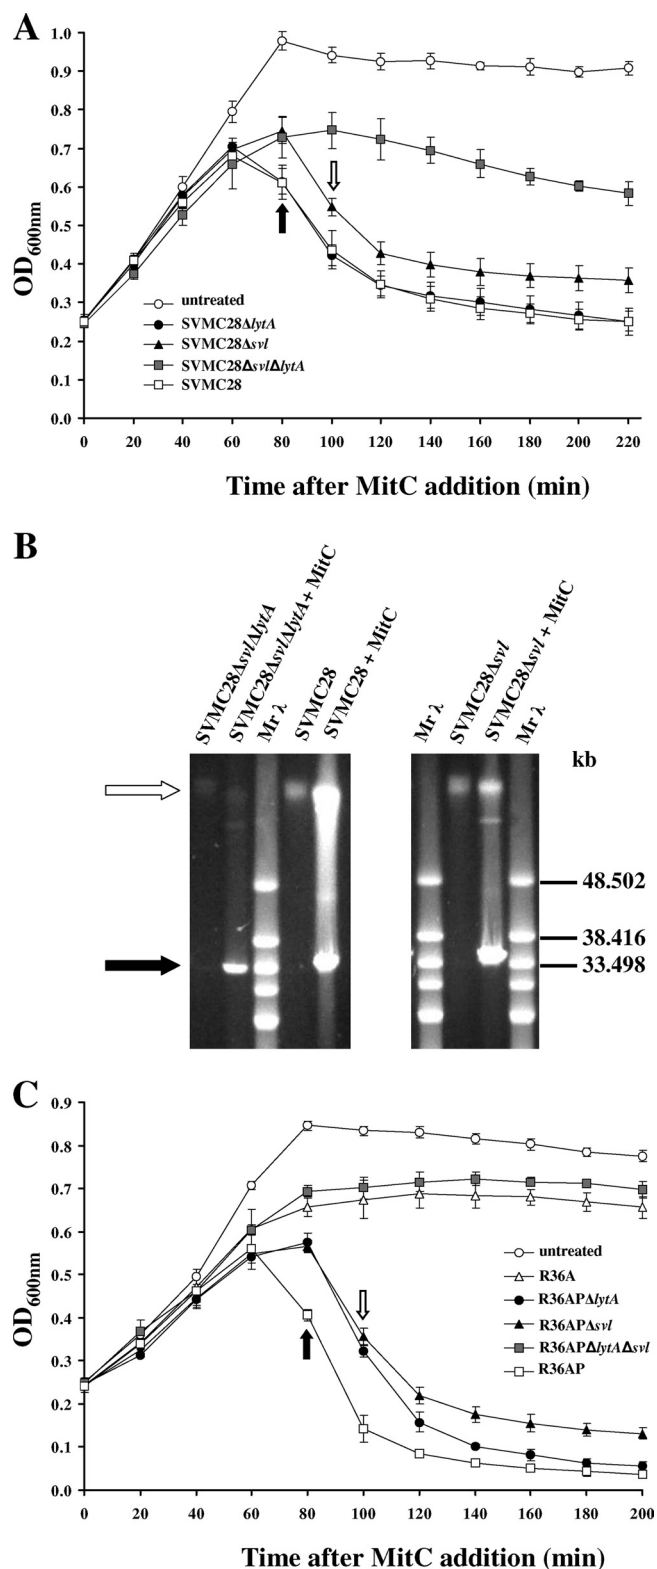 A
OD600nm
1.0
0.9
0.8
0.7
0.6
0.5
0.4
0.3
0.2
0.1
0.0
untreated
SVMC28ΔlytA
SVMC28Δsvl
SVMC28ΔsvlΔlytA
SVMC28
0 20 40 60 80 100 120 140 160 180 200 220
Time after MitC addition (min)
B
SVMC28ΔsvlΔlytA
SVMC28ΔsvlΔlytA+ MitC
Mr λ
SVMC28
SVMC28 + MitC
Mr λ
SVMC28Δsvl
SVMC28Δsvl + MitC
Mr λ
kb
48.502
38.416
33.498
C
OD600nm
0.9
0.8
0.7
0.6
0.5
0.4
0.3
0.2
0.1
0.0
untreated
R36A
R36APΔlytA
R36APΔsvl
R36APΔlytAΔsvl
R36AP
0 20 40 60 80 100 120 140 160 180 200
Time after MitC addition (min)